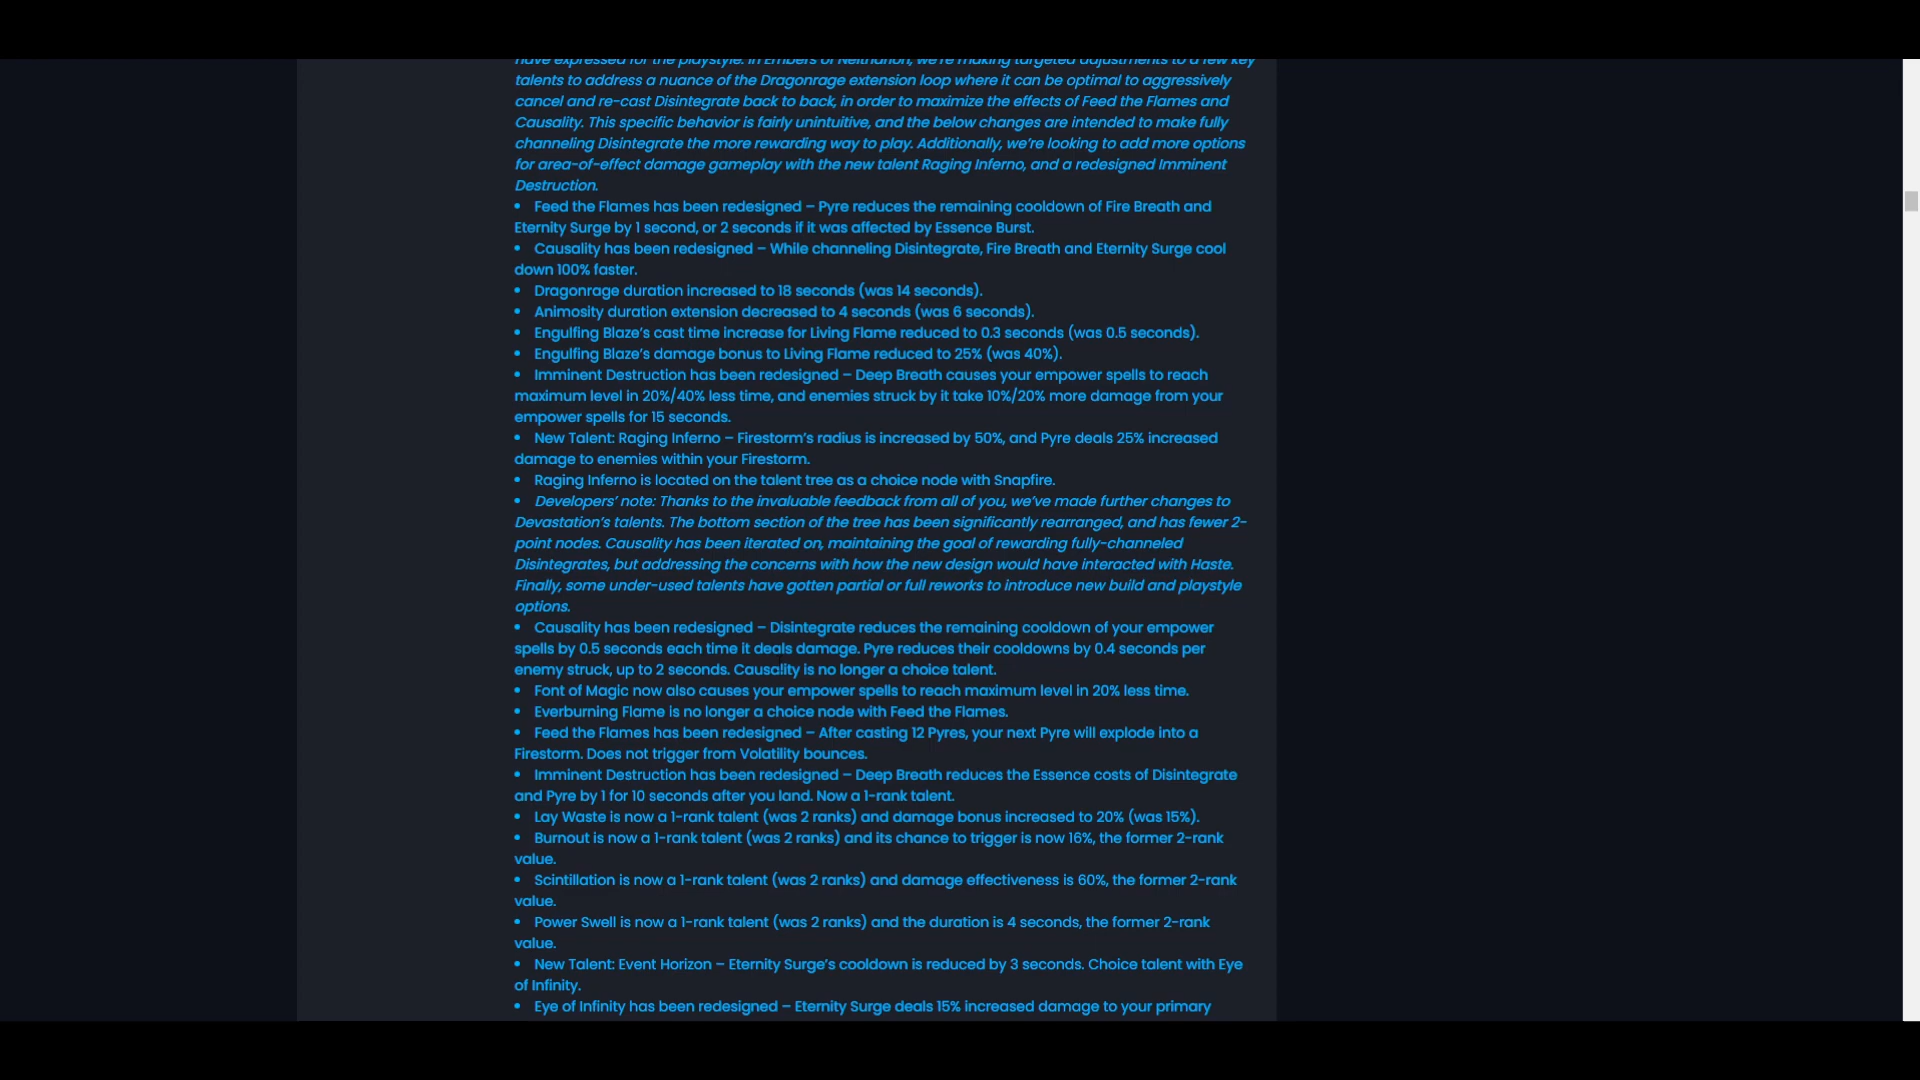 have expressed for the playstyle. In Embers of Neltharion, we're making targeted adjustments to a few key
talents to address a nuance of the Dragonrage extension loop where it can be optimal to aggressively
cancel and re-cast Disintegrate back to back, in order to maximize the effects of Feed the Flames and
Causality. This specific behavior is fairly unintuitive, and the below changes are intended to make fully
channeling Disintegrate the more rewarding way to play. Additionally, we're looking to add more options
for area-of-effect damage gameplay with the new talent Raging Inferno, and a redesigned Imminent
Destruction.
• Feed the Flames has been redesigned – Pyre reduces the remaining cooldown of Fire Breath and
Eternity Surge by 1 second, or 2 seconds if it was affected by Essence Burst.
• Causality has been redesigned – While channeling Disintegrate, Fire Breath and Eternity Surge cool
down 100% faster.
• Dragonrage duration increased to 18 seconds (was 14 seconds).
• Animosity duration extension decreased to 4 seconds (was 6 seconds).
• Engulfing Blaze's cast time increase for Living Flame reduced to 0.3 seconds (was 0.5 seconds).
• Engulfing Blaze's damage bonus to Living Flame reduced to 25% (was 40%).
• Imminent Destruction has been redesigned – Deep Breath causes your empower spells to reach
maximum level in 20%/40% less time, and enemies struck by it take 10%/20% more damage from your
empower spells for 15 seconds.
• New Talent: Raging Inferno – Firestorm's radius is increased by 50%, and Pyre deals 25% increased
damage to enemies within your Firestorm.
• Raging Inferno is located on the talent tree as a choice node with Snapfire.
• Developers' note: Thanks to the invaluable feedback from all of you, we've made further changes to
Devastation's talents. The bottom section of the tree has been significantly rearranged, and has fewer 2-
point nodes. Causality has been iterated on, maintaining the goal of rewarding fully-channeled
Disintegrates, but addressing the concerns with how the new design would have interacted with Haste.
Finally, some under-used talents have gotten partial or full reworks to introduce new build and playstyle
options.
• Causality has been redesigned – Disintegrate reduces the remaining cooldown of your empower
spells by 0.5 seconds each time it deals damage. Pyre reduces their cooldowns by 0.4 seconds per
enemy struck, up to 2 seconds. Causality is no longer a choice talent.
• Font of Magic now also causes your empower spells to reach maximum level in 20% less time.
• Everburning Flame is no longer a choice node with Feed the Flames.
• Feed the Flames has been redesigned – After casting 12 Pyres, your next Pyre will explode into a
Firestorm. Does not trigger from Volatility bounces.
• Imminent Destruction has been redesigned – Deep Breath reduces the Essence costs of Disintegrate
and Pyre by 1 for 10 seconds after you land. Now a 1-rank talent.
• Lay Waste is now a 1-rank talent (was 2 ranks) and damage bonus increased to 20% (was 15%).
• Burnout is now a 1-rank talent (was 2 ranks) and its chance to trigger is now 16%, the former 2-rank
value.
• Scintillation is now a 1-rank talent (was 2 ranks) and damage effectiveness is 60%, the former 2-rank
value.
• Power Swell is now a 1-rank talent (was 2 ranks) and the duration is 4 seconds, the former 2-rank
value.
• New Talent: Event Horizon – Eternity Surge's cooldown is reduced by 3 seconds. Choice talent with Eye
of Infinity.
• Eye of Infinity has been redesigned – Eternity Surge deals 15% increased damage to your primary